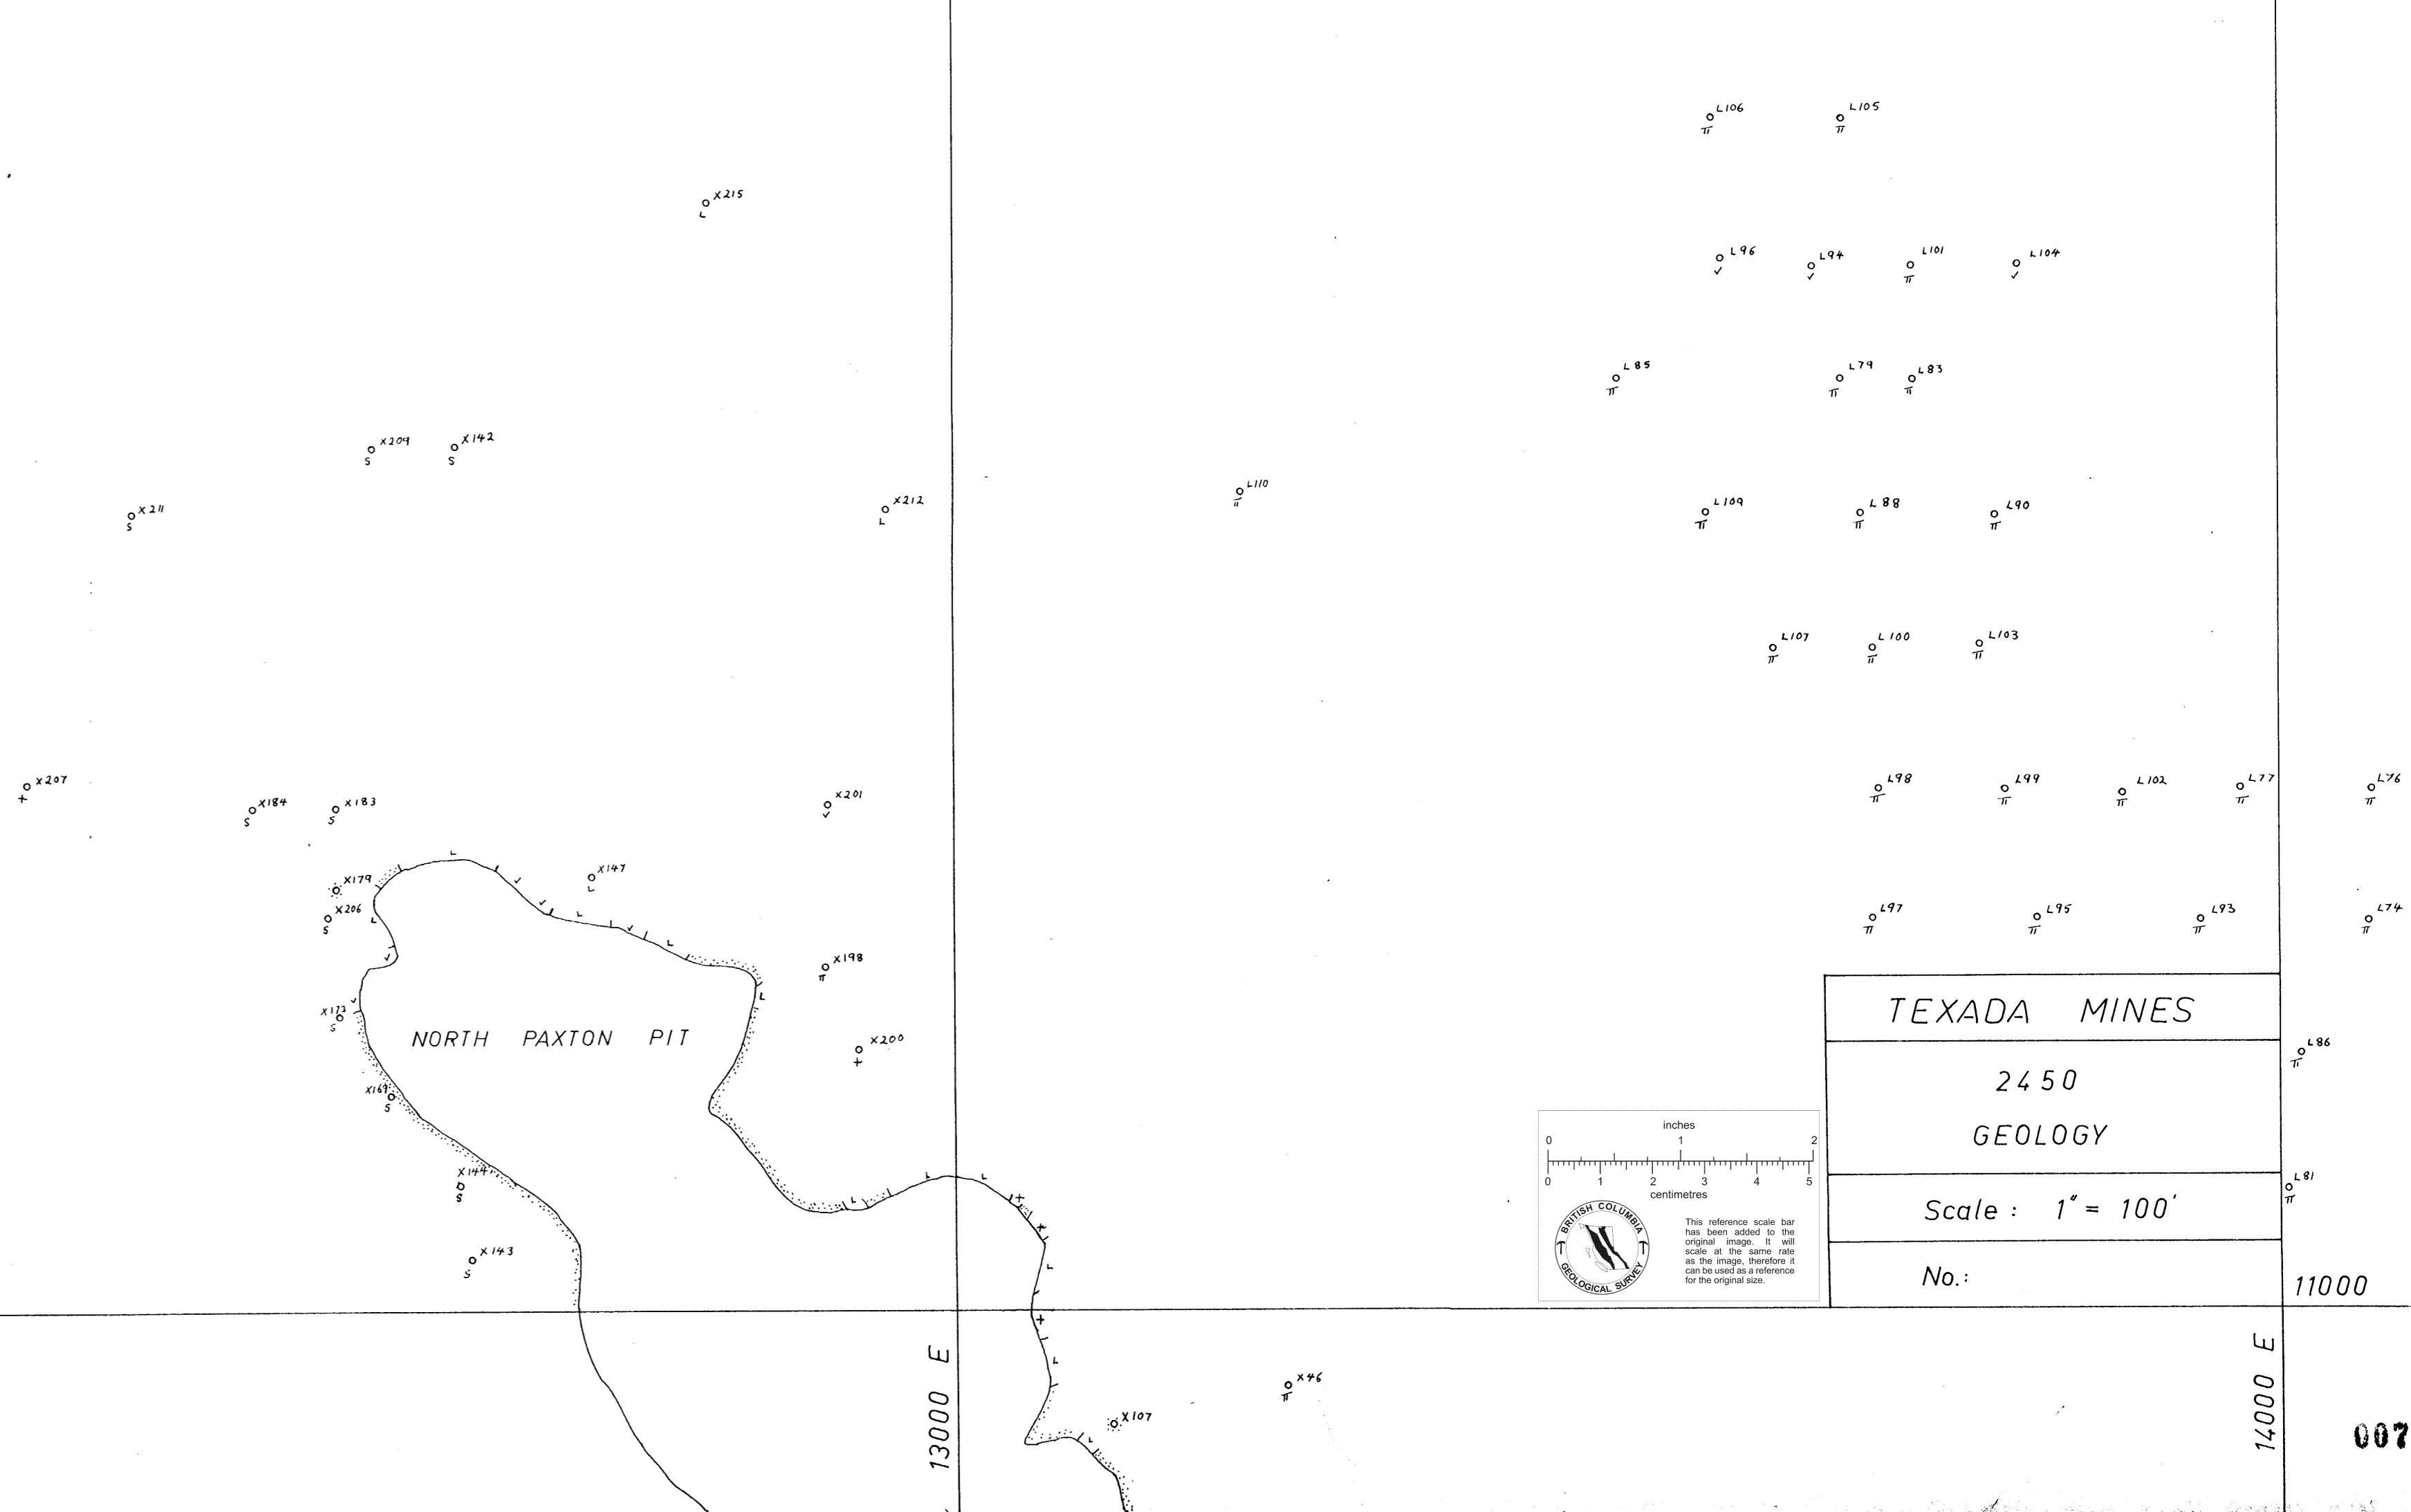 L106
L105
X215
L96
L94
L101
L104
L85
L79
L83
X209
X142
X211
X212
L110
L109
L88
L90
L107
L100
L103
X207
X184
X183
X201
L98
L99
L102
L77
L76
X179
X206
X147
L97
L95
L93
L74
X198
X173
X200
NORTH PAXTON PIT
X169
X144
X143
TEXADA MINES
2450
GEOLOGY
Scale : 1" = 100'
No.:
L86
L81
inches
0 1 2
0 1 2 3 4 5
centimetres
BRITISH COLUMBIA
GEOLOGICAL SURVEY
This reference scale bar
has been added to the
original image. It will
scale at the same rate
as the image, therefore it
can be used as a reference
for the original size.
11000
13000 E
14000 E
X46
X107
007